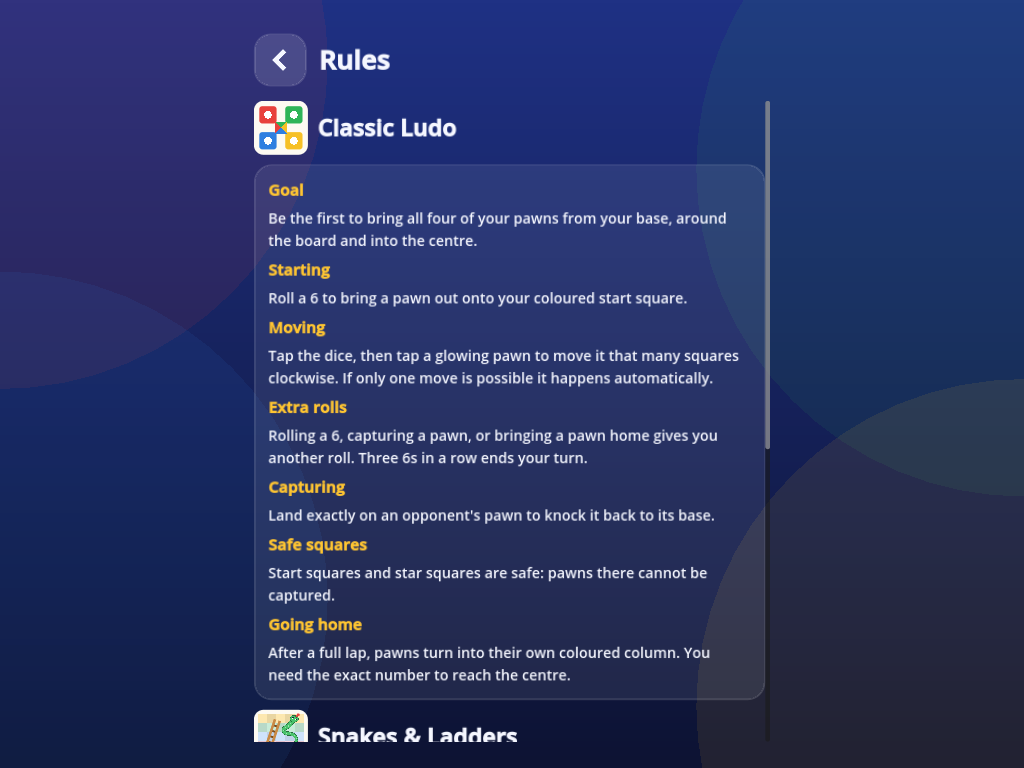 Rules
Classic Ludo
Goal
Be the first to bring all four of your pawns from your base, around
the board and into the centre.
Starting
Roll a 6 to bring a pawn out onto your coloured start square.
Moving
Tap the dice, then tap a glowing pawn to move it that many squares
clockwise. If only one move is possible it happens automatically.
Extra rolls
Rolling a 6, capturing a pawn, or bringing a pawn home gives you
another roll. Three 6s in a row ends your turn.
Capturing
Land exactly on an opponent's pawn to knock it back to its base.
Safe squares
Start squares and star squares are safe: pawns there cannot be
captured.
Going home
After a full lap, pawns turn into their own coloured column. You
need the exact number to reach the centre.
Snakes & Ladders